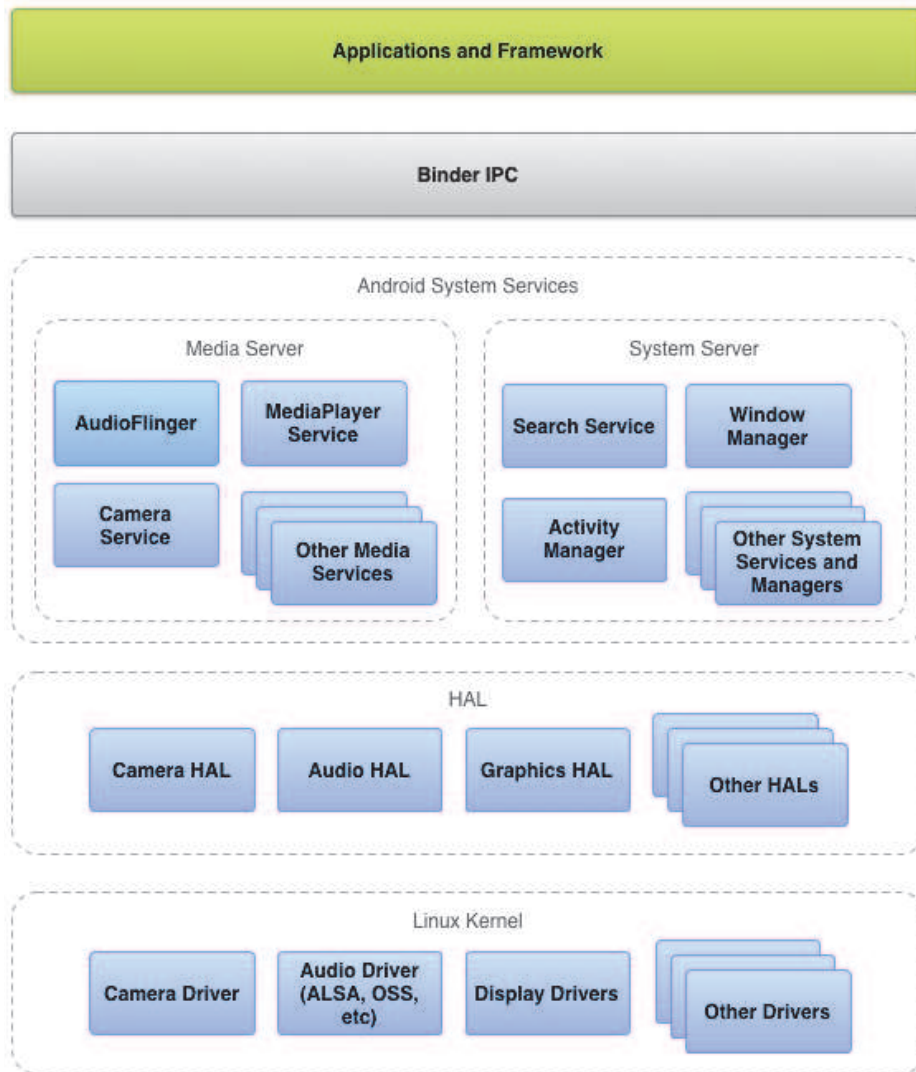 Applications and Framework
Binder IPC
Android System Services
Media Server
AudioFlinger
MediaPlayer
Service
Camera
Service
Other Media
Services
System Server
Search Service
Window
Manager
Activity
Manager
Other System
Services and
Managers
HAL
Camera HAL
Audio HAL
Graphics HAL
Other HALs
Linux Kernel
Camera Driver
Audio Driver
(ALSA, OSS,
etc)
Display Drivers
Other Drivers